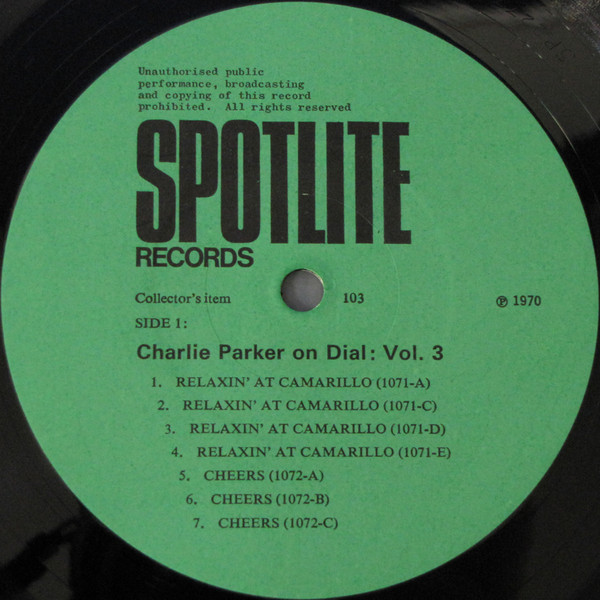 Unauthorised public
performance, broadcasting
and copying of this record
prohibited. All rights reserved
SPOTLITE
RECORDS
Collector's item 103 ℗ 1970
SIDE 1:
Charlie Parker on Dial: Vol. 3
1. RELAXIN' AT CAMARILLO (1071-A)
2. RELAXIN' AT CAMARILLO (1071-C)
3. RELAXIN' AT CAMARILLO (1071-D)
4. RELAXIN' AT CAMARILLO (1071-E)
5. CHEERS (1072-A)
6. CHEERS (1072-B)
7. CHEERS (1072-C)